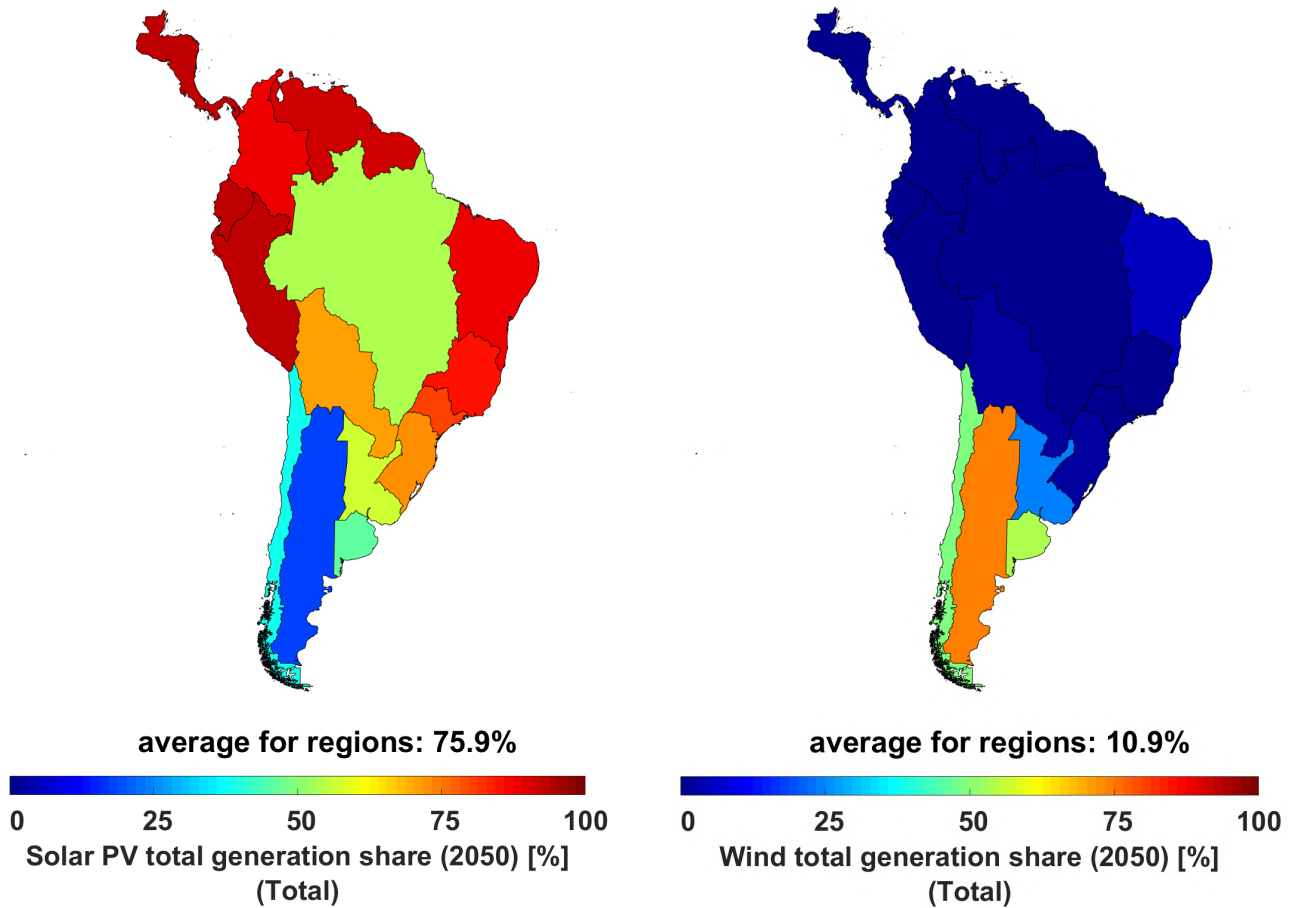 average for regions: 75.9%
0 25 50 75 100
Solar PV total generation share (2050) [%]
(Total)
average for regions: 10.9%
0 25 50 75 100
Wind total generation share (2050) [%]
(Total)